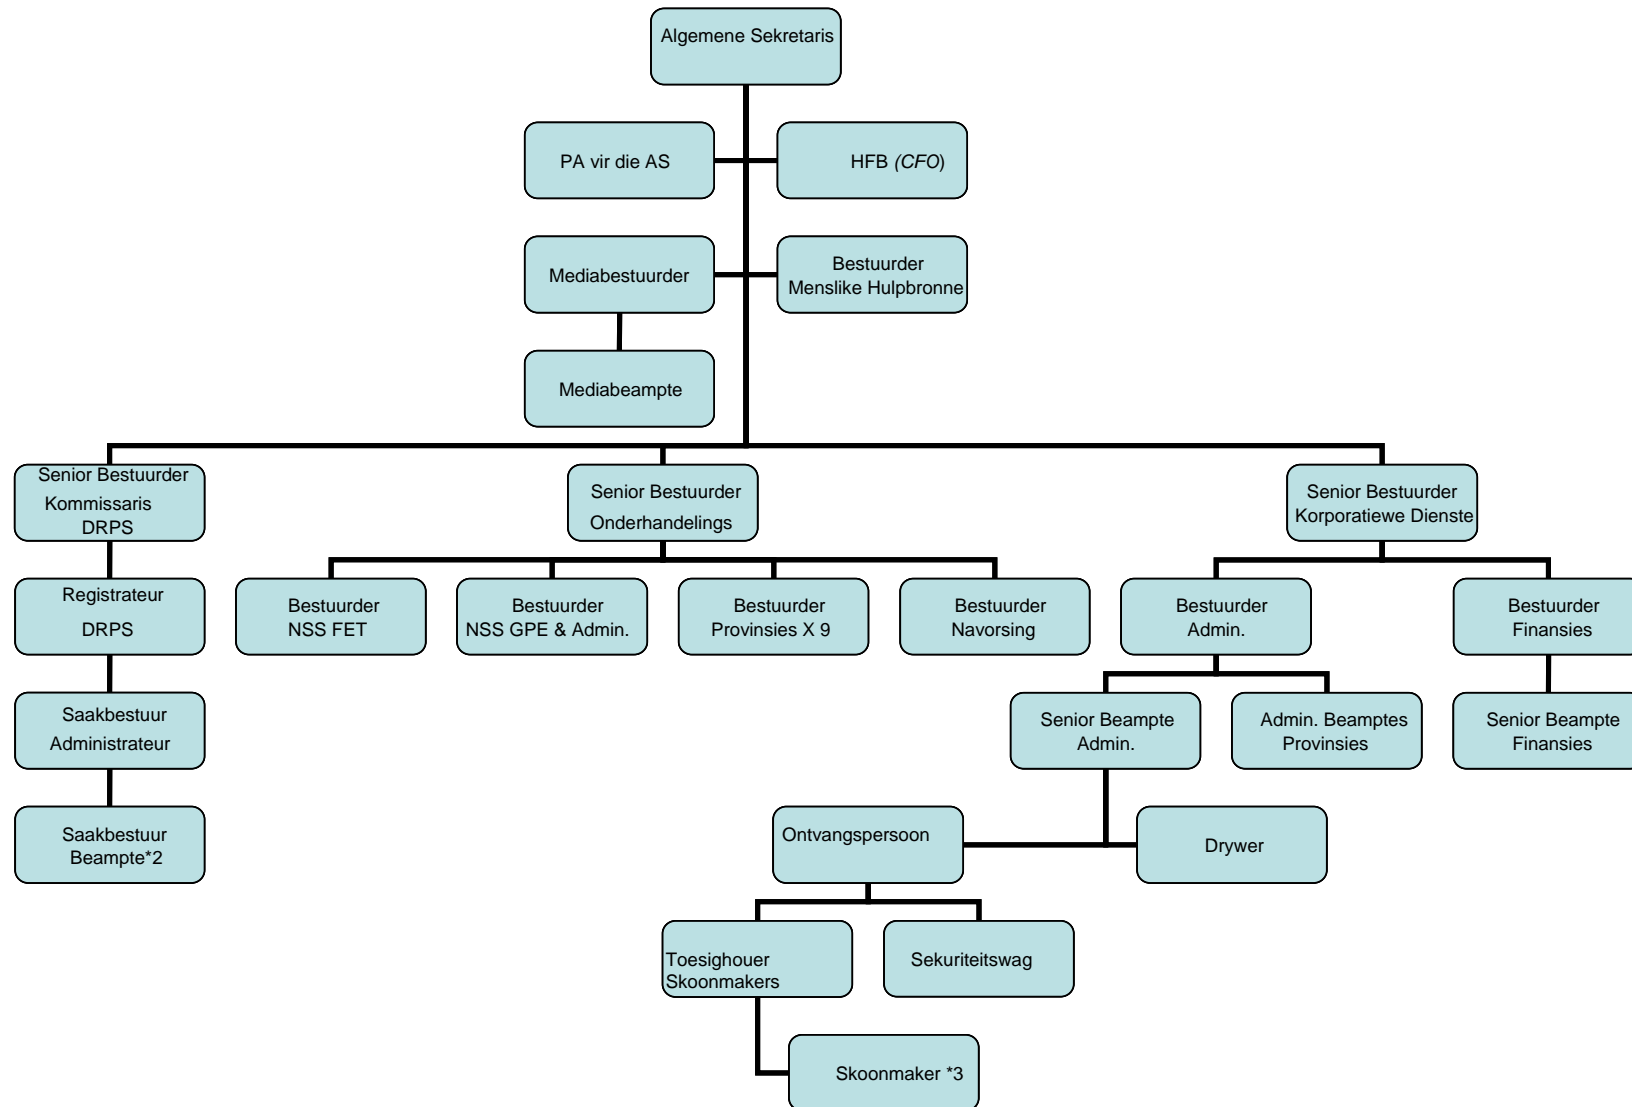 Algemene Sekretaris
PA vir die AS
HFB (CFO)
Mediabestuurder
Bestuurder
Menslike Hulpbronne
Mediabeampte
Senior Bestuurder
Kommissaris
DRPS
Senior Bestuurder
Onderhandelings
Senior Bestuurder
Korporatiewe Dienste
Registrateur
DRPS
Bestuurder
NSS FET
Bestuurder
NSS GPE & Admin.
Bestuurder
Provinsies X 9
Bestuurder
Navorsing
Bestuurder
Admin.
Bestuurder
Finansies
Saakbestuur
Administrateur
Senior Beampte
Admin.
Admin. Beamptes
Provinsies
Senior Beampte
Finansies
Saakbestuur
Beampte*2
Ontvangspersoon
Drywer
Toesighouer
Skoonmakers
Sekuriteitswag
Skoonmaker *3